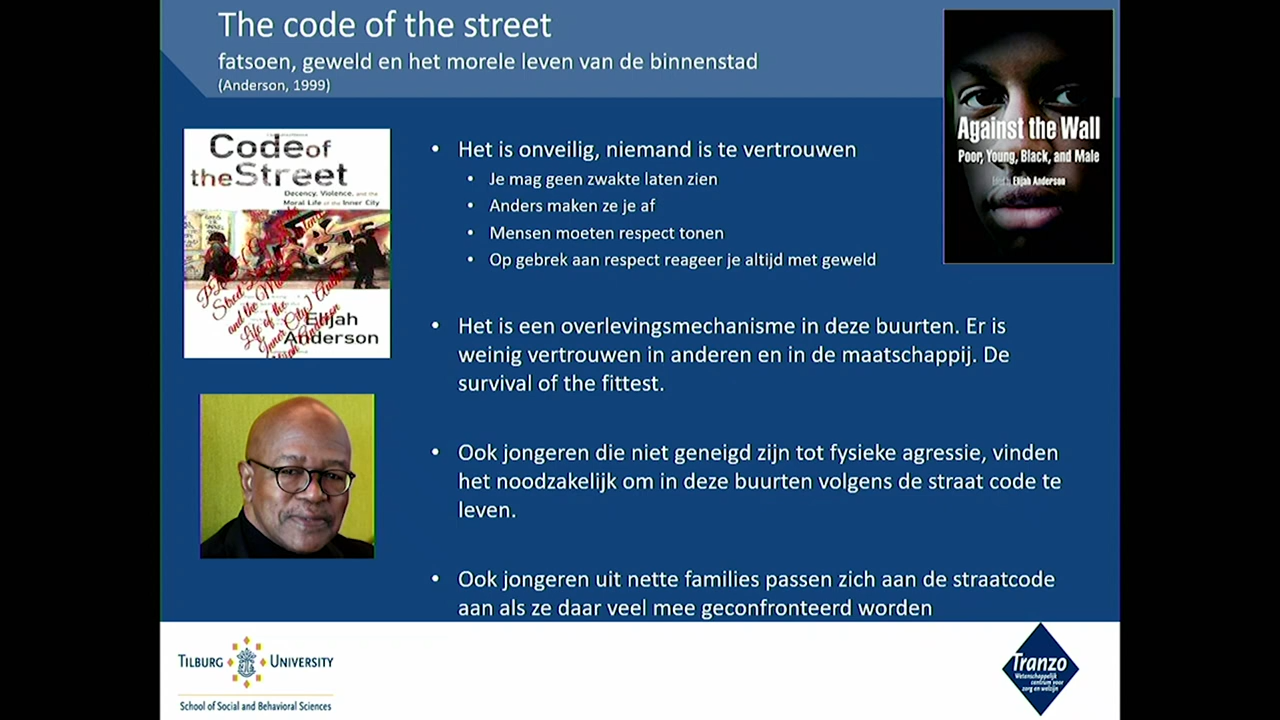 The code of the street
fatsoen, geweld en het morele leven van de binnenstad
(Anderson, 1999)
Code of
the Street
Decency, Violence, and the
Moral Life of the Inner City
Elijah
Anderson
Against the Wall
Poor, Young, Black, and Male
Elijah Anderson
• Het is onveilig, niemand is te vertrouwen
• Je mag geen zwakte laten zien
• Anders maken ze je af
• Mensen moeten respect tonen
• Op gebrek aan respect reageer je altijd met geweld
• Het is een overlevingsmechanisme in deze buurten. Er is
weinig vertrouwen in anderen en in de maatschappij. De
survival of the fittest.
• Ook jongeren die niet geneigd zijn tot fysieke agressie, vinden
het noodzakelijk om in deze buurten volgens de straat code te
leven.
• Ook jongeren uit nette families passen zich aan de straatcode
aan als ze daar veel mee geconfronteerd worden
TILBURG UNIVERSITY
School of Social and Behavioral Sciences
Tranzo
Wetenschappelijk
centrum voor
zorg en welzijn